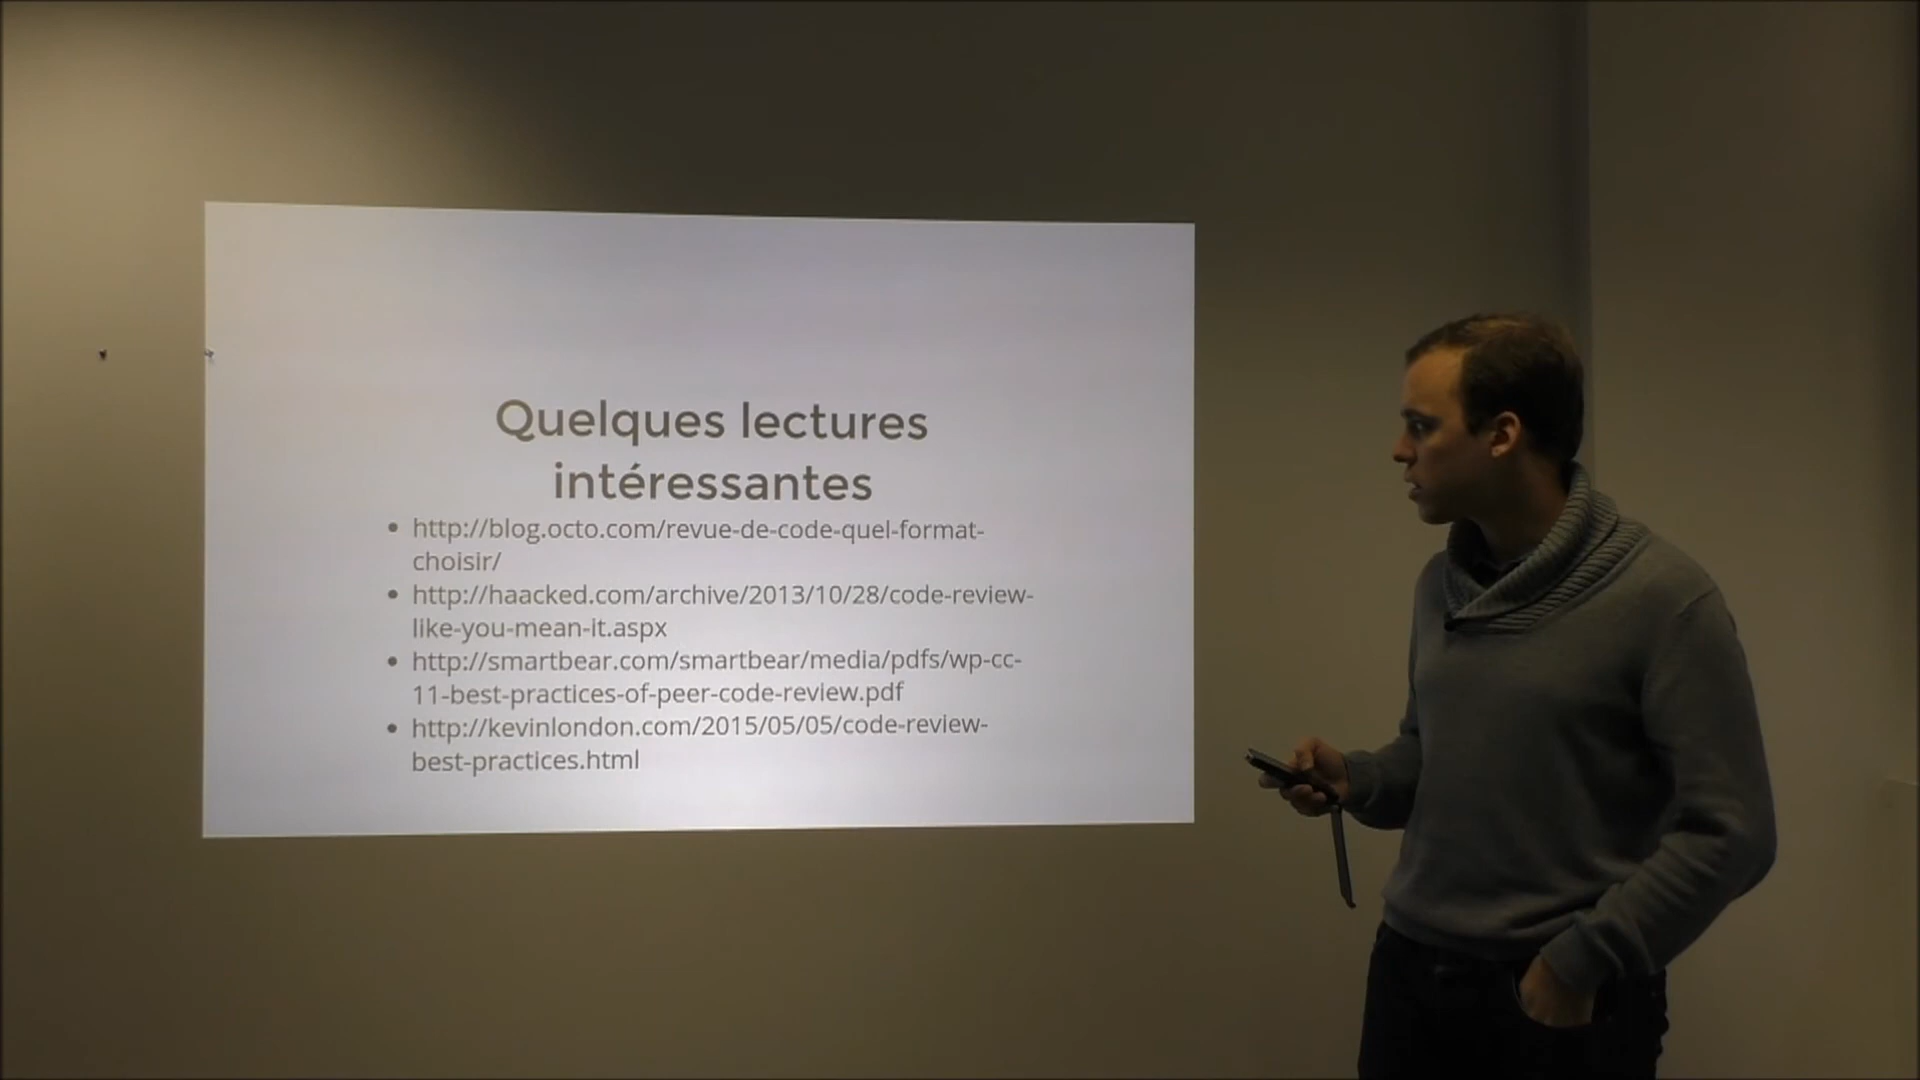 Quelques lectures
intéressantes
• http://blog.octo.com/revue-de-code-quel-format-
choisir/
• http://haacked.com/archive/2013/10/28/code-review-
like-you-mean-it.aspx
• http://smartbear.com/smartbear/media/pdfs/wp-cc-
11-best-practices-of-peer-code-review.pdf
• http://kevinlondon.com/2015/05/05/code-review-
best-practices.html